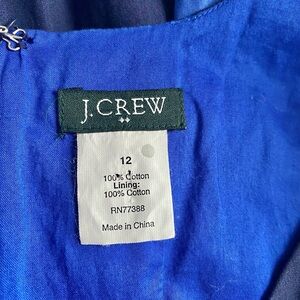 J.CREW
12
100% Cotton
Lining:
100% Cotton
RN77388
Made in China